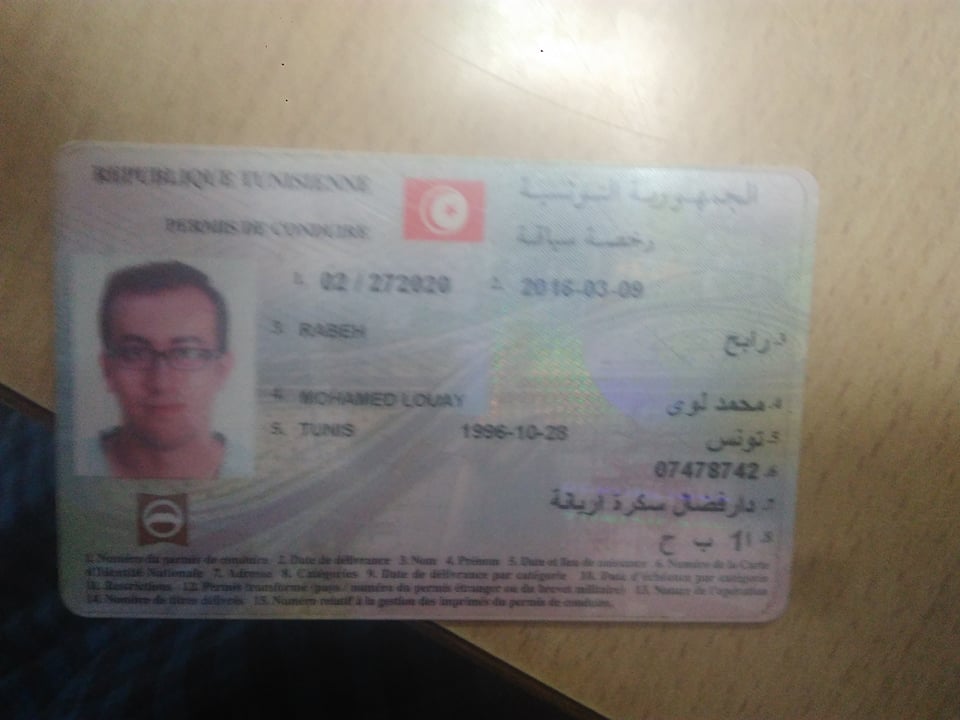 REPUBLIQUE TUNISIENNE
الجمهورية التونسية
PERMIS DE CONDUIRE
رخصة سياقة
1. 02 / 272020 2. 2016-03-09
3. RABEH
3. رابح
4. MOHAMED LOUAY
4. محمد لوى
5. TUNIS 1996-10-28
5. تونس
6. 07478742
7. دارفضال سكرة اريانة
8. 1ا ب ح
1. Numéro du permis de conduire 2. Date de délivrance 3. Nom 4. Prénom 5. Date et lieu de naissance 6. Numéro de la Carte
d'Identité Nationale 7. Adresse 8. Catégories 9. Date de délivrance par catégorie 10. Date d'échéance par catégorie
11. Restrictions 12. Permis transformé (pays / numéro du permis étranger ou du brevet militaire) 13. Nature de l'opération
14. Nombre de titres délivrés 15. Numéro relatif à la gestion des imprimés du permis de conduire.